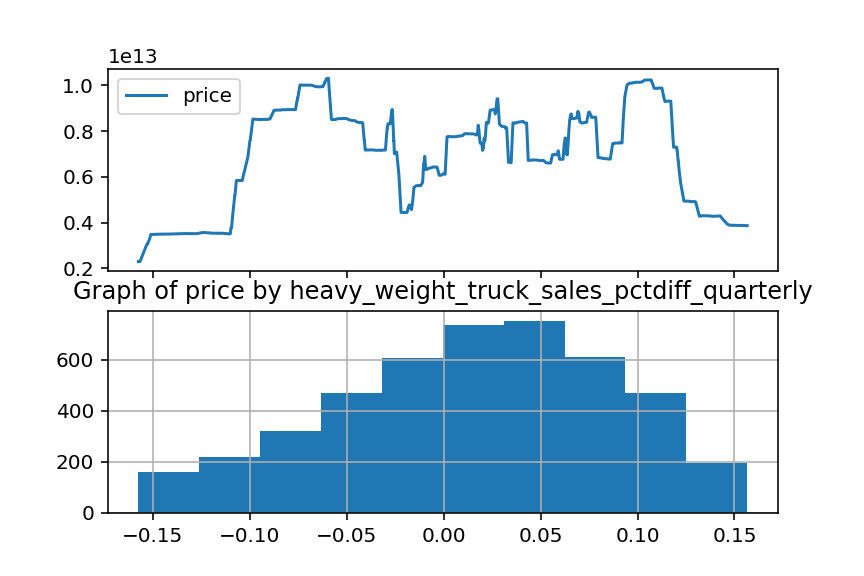 1e13
price
1.0
0.8
0.6
0.4
0.2
Graph of price by heavy_weight_truck_sales_pctdiff_quarterly
600
400
200
0
−0.15 −0.10 −0.05 0.00 0.05 0.10 0.15